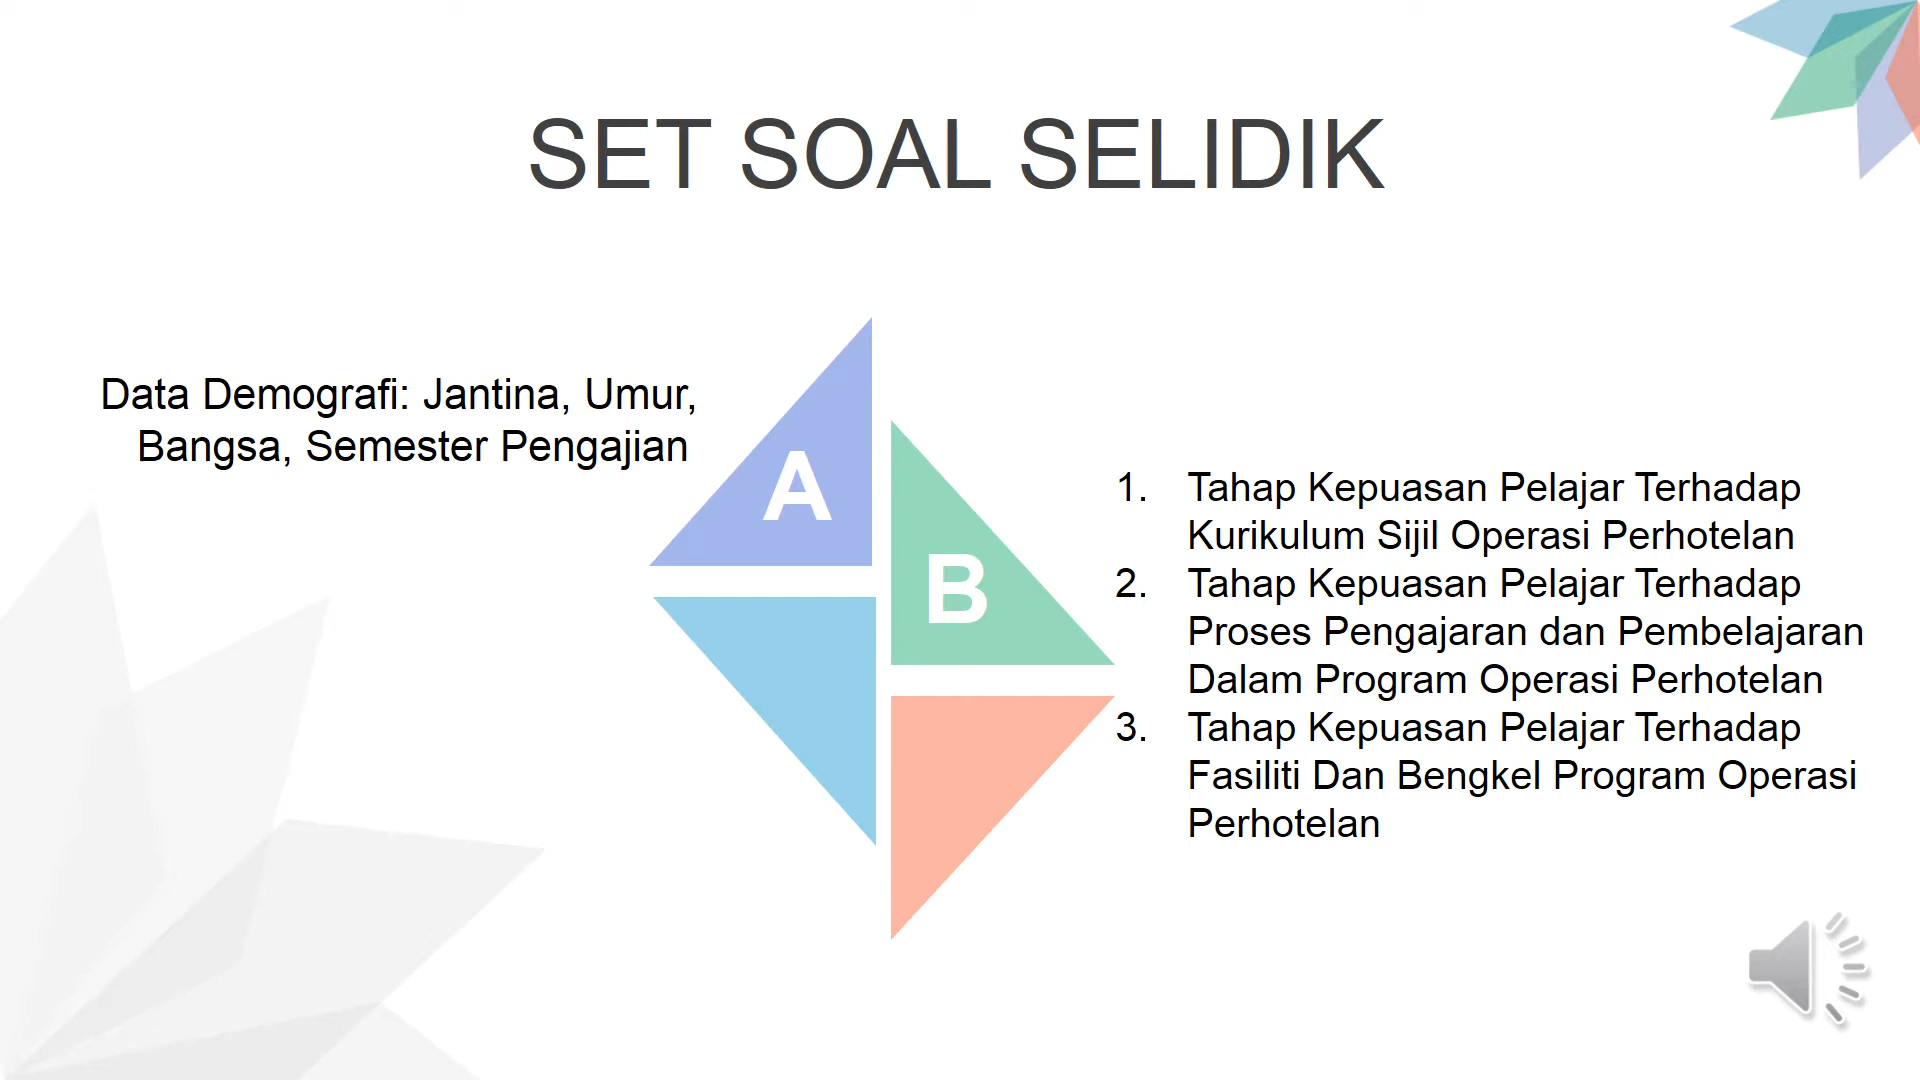 SET SOAL SELIDIK
Data Demografi: Jantina, Umur,
Bangsa, Semester Pengajian
A
B
1. Tahap Kepuasan Pelajar Terhadap
Kurikulum Sijil Operasi Perhotelan
2. Tahap Kepuasan Pelajar Terhadap
Proses Pengajaran dan Pembelajaran
Dalam Program Operasi Perhotelan
3. Tahap Kepuasan Pelajar Terhadap
Fasiliti Dan Bengkel Program Operasi
Perhotelan